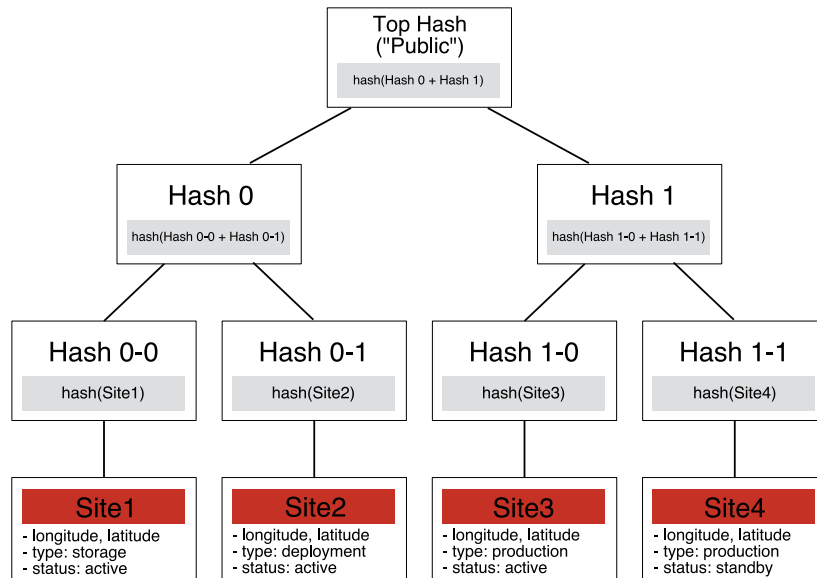 Top Hash
("Public")
hash(Hash 0 + Hash 1)
Hash 0
hash(Hash 0-0 + Hash 0-1)
Hash 1
hash(Hash 1-0 + Hash 1-1)
Hash 0-0
hash(Site1)
Hash 0-1
hash(Site2)
Hash 1-0
hash(Site3)
Hash 1-1
hash(Site4)
Site1
- longitude, latitude
- type: storage
- status: active
Site2
- longitude, latitude
- type: deployment
- status: active
Site3
- longitude, latitude
- type: production
- status: active
Site4
- longitude, latitude
- type: production
- status: standby